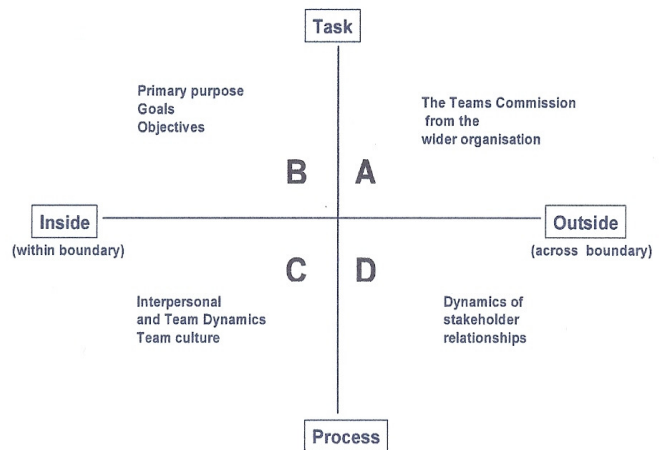 Task
Primary purpose
Goals
Objectives
The Teams Commission
from the
wider organisation
B
A
Inside
(within boundary)
Outside
(across boundary)
C
D
Interpersonal
and Team Dynamics
Team culture
Dynamics of
stakeholder
relationships
Process